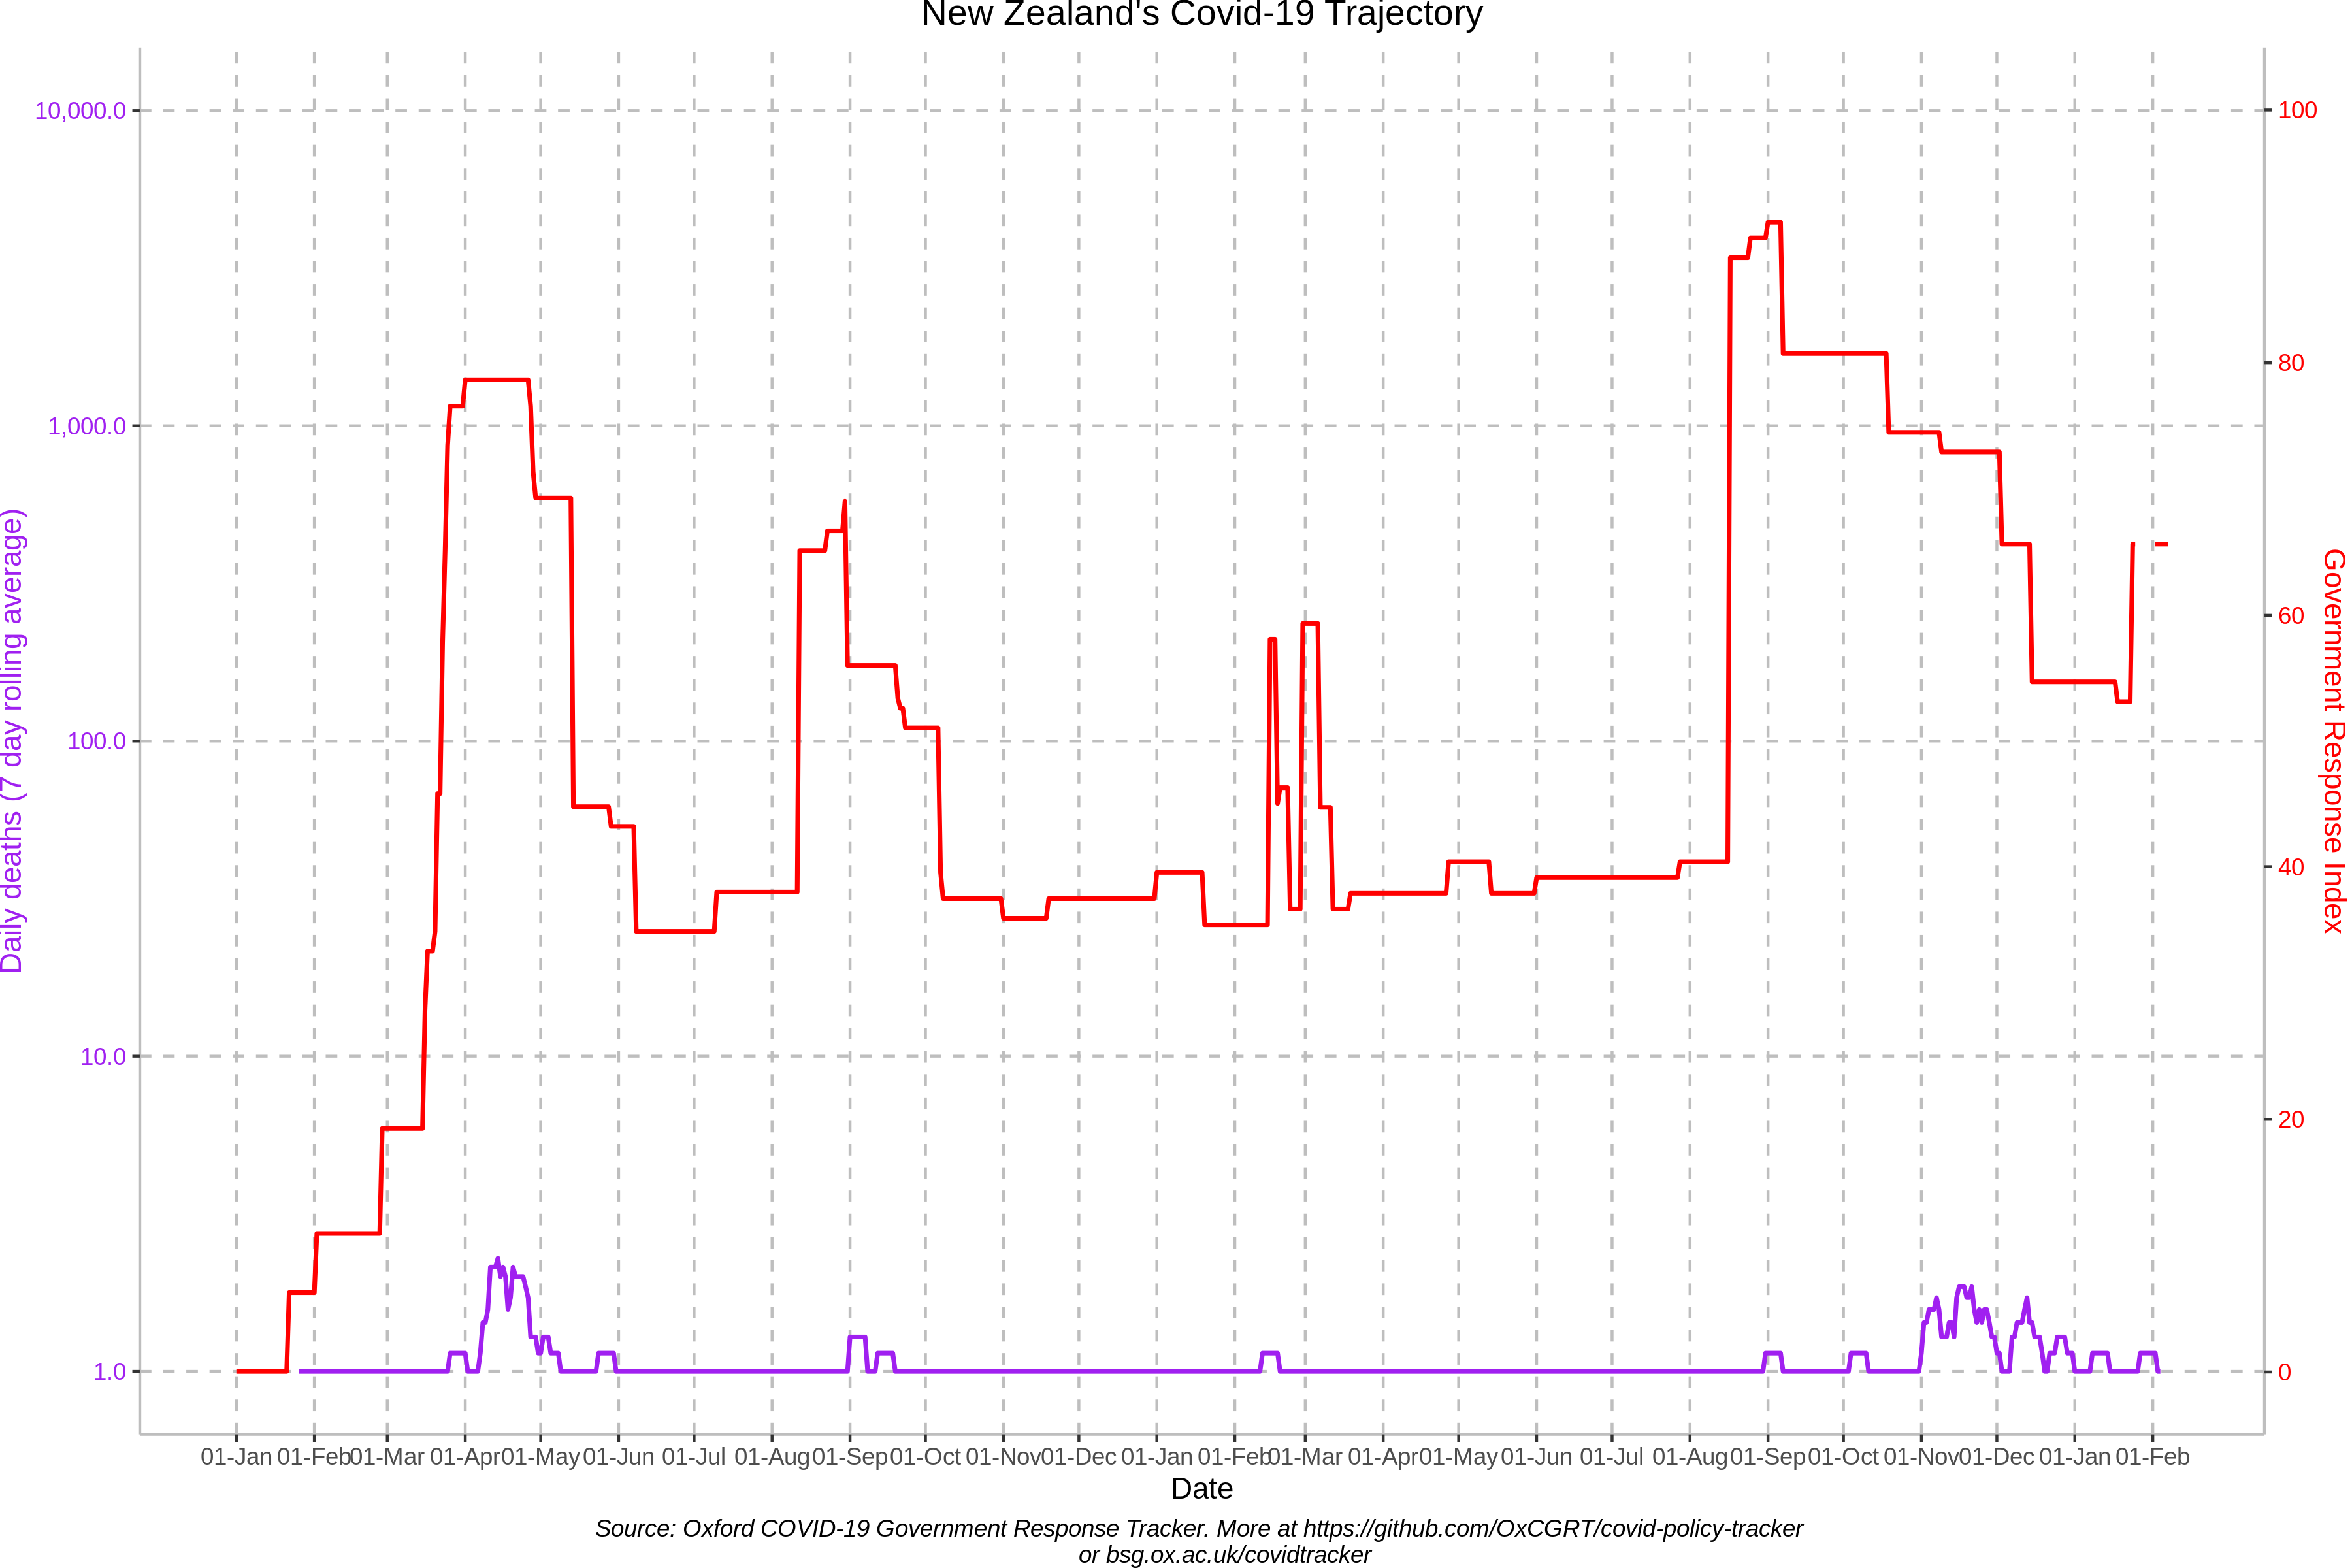 New Zealand's Covid-19 Trajectory
10,000.0
1,000.0
100.0
10.0
1.0
Daily deaths (7 day rolling average)
100
80
60
40
20
0
Government Response Index
01-Jan 01-Feb 01-Mar 01-Apr 01-May 01-Jun 01-Jul 01-Aug 01-Sep 01-Oct 01-Nov 01-Dec 01-Jan 01-Feb 01-Mar 01-Apr 01-May 01-Jun 01-Jul 01-Aug 01-Sep 01-Oct 01-Nov 01-Dec 01-Jan 01-Feb
Date
Source: Oxford COVID-19 Government Response Tracker. More at https://github.com/OxCGRT/covid-policy-tracker
or bsg.ox.ac.uk/covidtracker